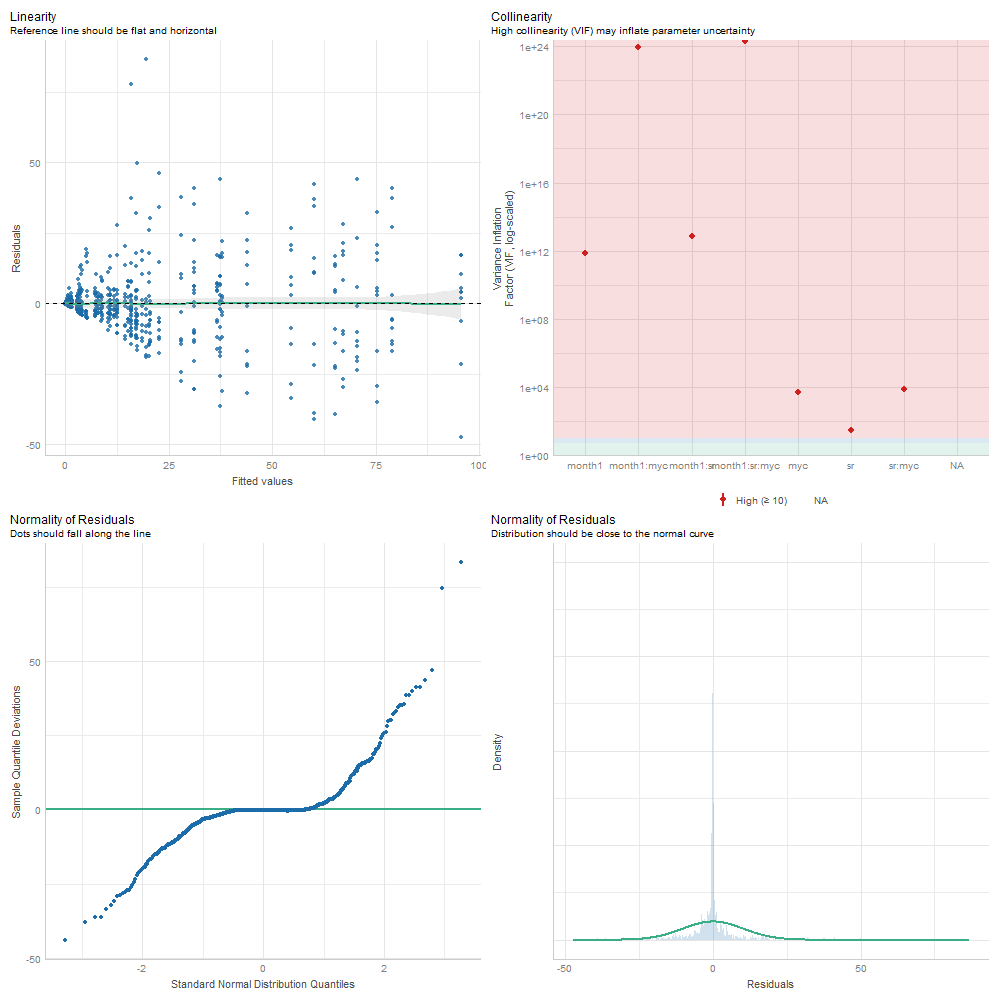 Linearity
Reference line should be flat and horizontal
Residuals
50
0
-50
0
25
50
75
100
Fitted values
Collinearity
High collinearity (VIF) may inflate parameter uncertainty
Variance Inflation
Factor (VIF, log-scaled)
1e+24
1e+20
1e+16
1e+12
1e+08
1e+04
1e+00
month1
month1:myc
month1:sr
month1:sr:myc
myc
sr
sr:myc
NA
High (≥ 10)
NA
Normality of Residuals
Dots should fall along the line
Sample Quantile Deviations
50
0
-50
-2
0
2
Standard Normal Distribution Quantiles
Normality of Residuals
Distribution should be close to the normal curve
Density
-50
0
50
Residuals